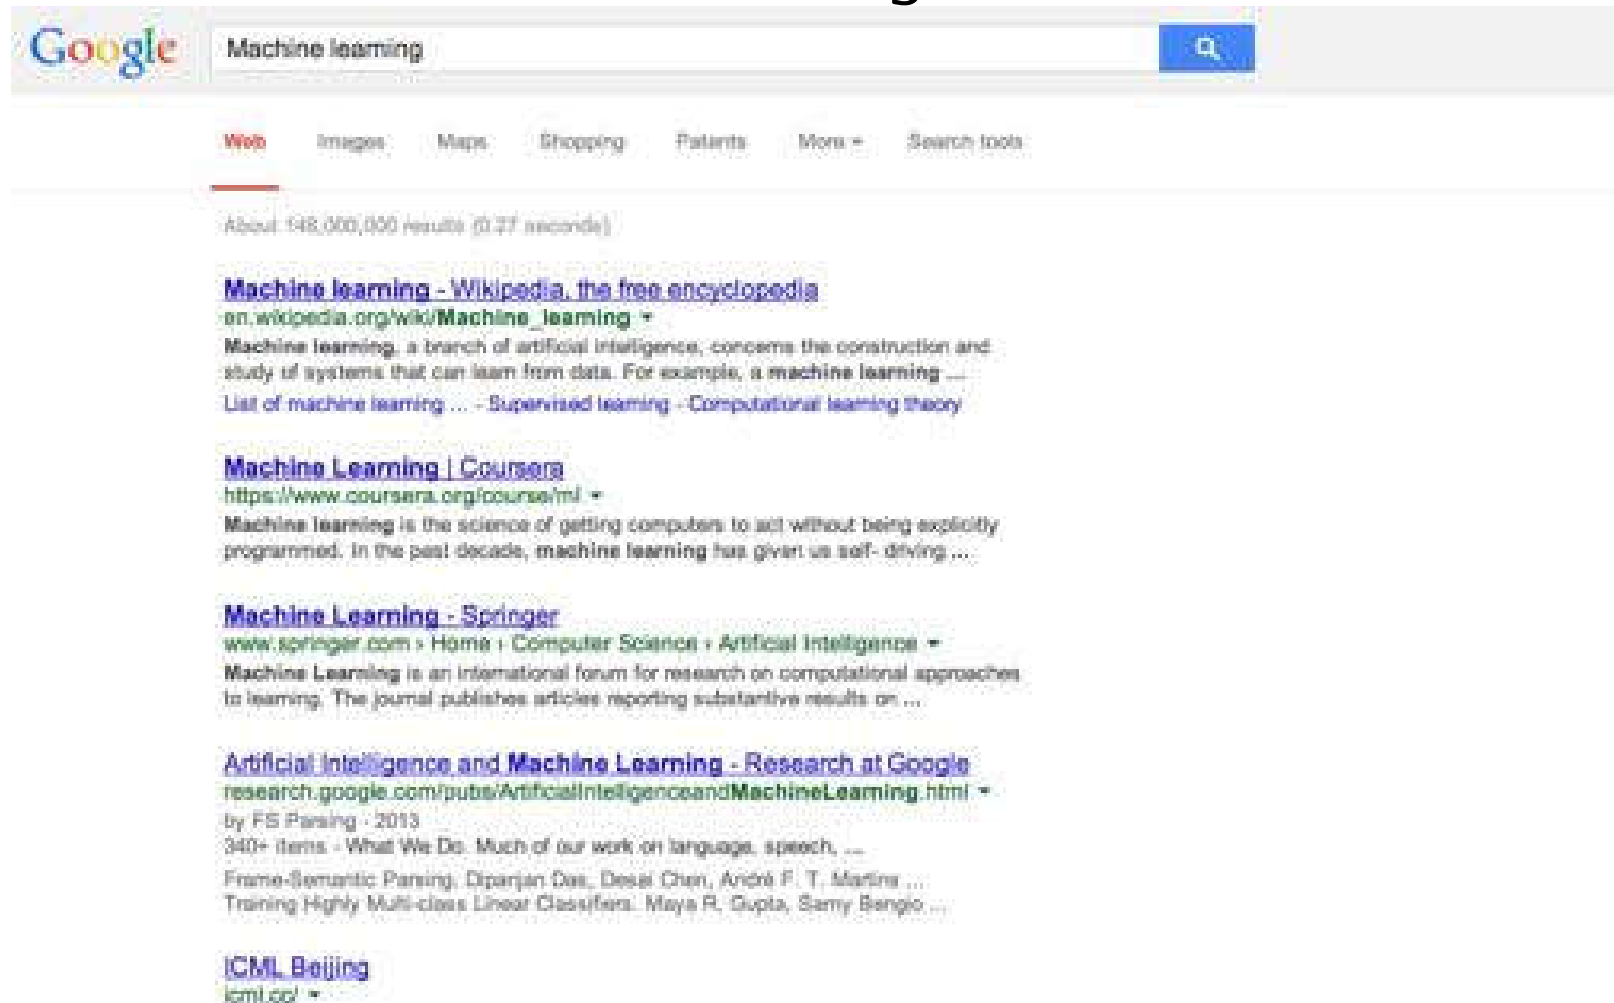 Google
Machine learning
Web Images Maps Shopping Patents More Search tools
About 148,000,000 results (0.27 seconds)
Machine learning - Wikipedia, the free encyclopedia
en.wikipedia.org/wiki/Machine_learning
Machine learning, a branch of artificial intelligence, concerns the construction and
study of systems that can learn from data. For example, a machine learning ...
List of machine learning ... - Supervised learning - Computational learning theory
Machine Learning | Coursera
https://www.coursera.org/course/ml
Machine learning is the science of getting computers to act without being explicitly
programmed. In the past decade, machine learning has given us self- driving ...
Machine Learning - Springer
www.springer.com › Home › Computer Science › Artificial Intelligence
Machine Learning is an international forum for research on computational approaches
to learning. The journal publishes articles reporting substantive results on ...
Artificial Intelligence and Machine Learning - Research at Google
research.google.com/pubs/ArtificialIntelligenceandMachineLearning.html
by FS Parsing - 2013
340+ items - What We Do. Much of our work on language, speech, ...
Frame-Semantic Parsing, Dipanjan Das, Desai Chen, André F. T. Martins ...
Training Highly Multi-class Linear Classifiers, Maya R. Gupta, Samy Bengio ...
ICML Beijing
icml.cc/